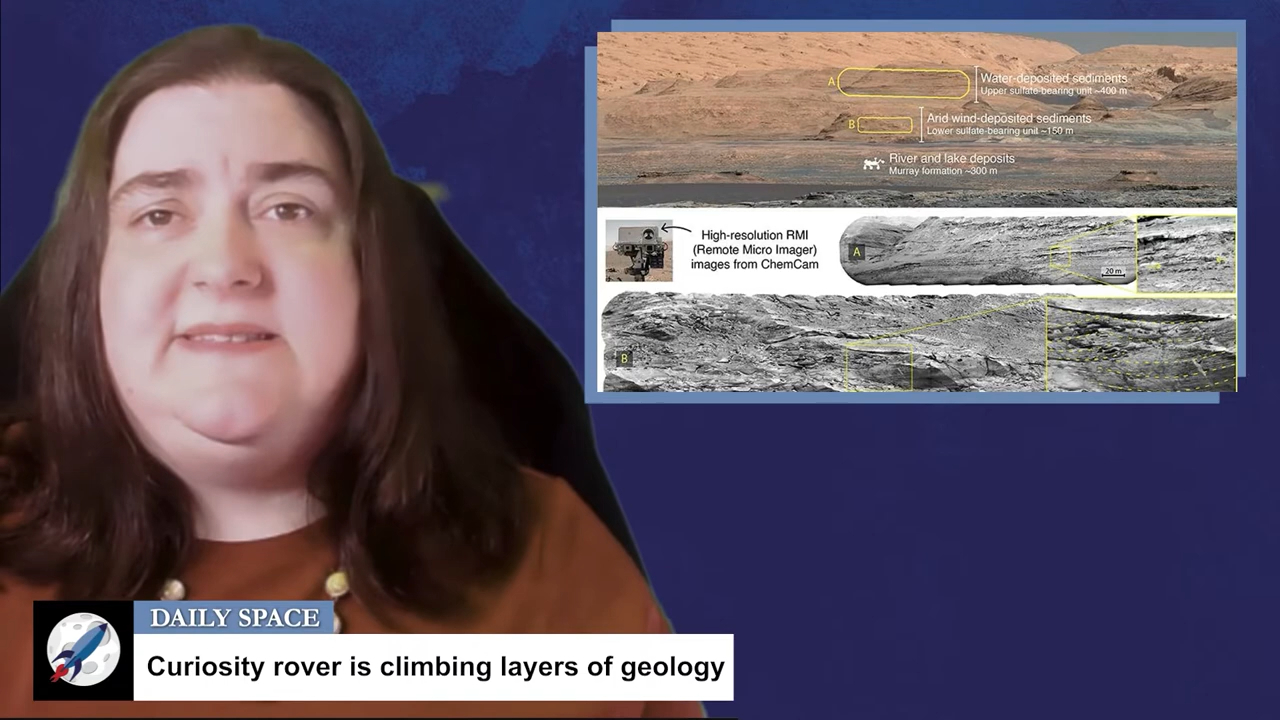 A
Water-deposited sediments
Upper sulfate-bearing unit ~400 m
B
Arid wind-deposited sediments
Lower sulfate-bearing unit ~150 m
River and lake deposits
Murray formation ~300 m
High-resolution RMI
(Remote Micro Imager)
images from ChemCam
A
20 m
B
DAILY SPACE
Curiosity rover is climbing layers of geology